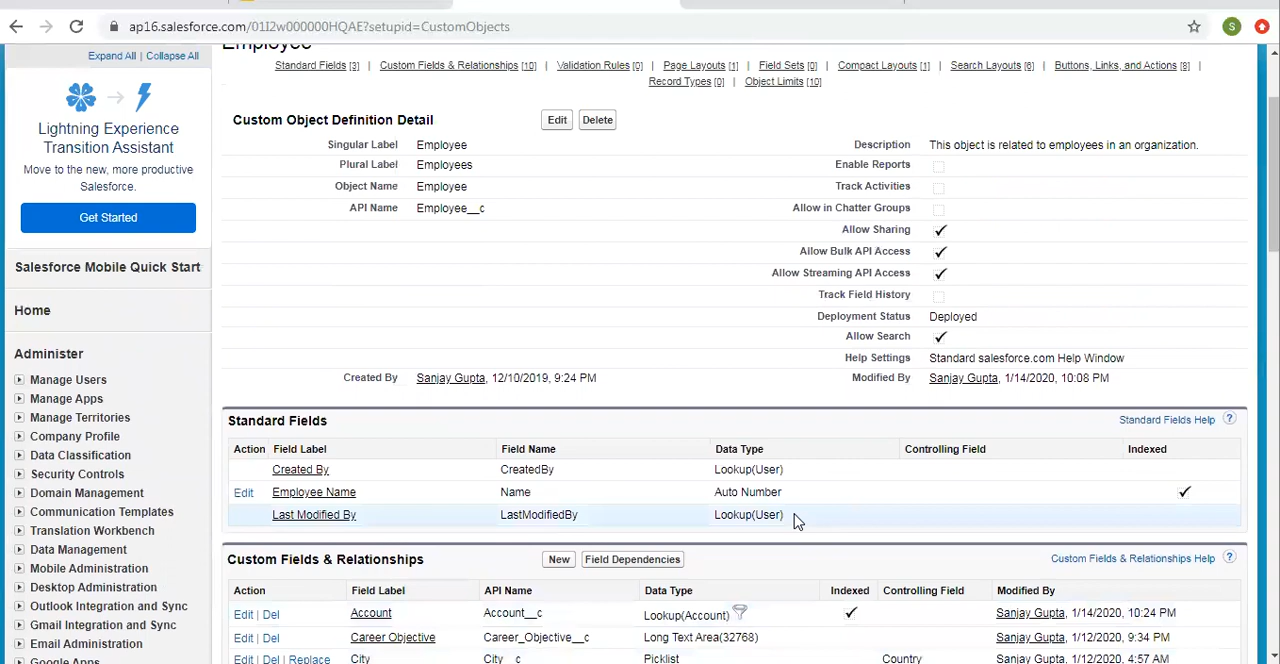 ap16.salesforce.com/01I2w000000HQAE?setupid=CustomObjects
S
Expand All | Collapse All
Lightning Experience
Transition Assistant
Move to the new, more productive
Salesforce.
Get Started
Salesforce Mobile Quick Start
Home
Administer
Manage Users
Manage Apps
Manage Territories
Company Profile
Data Classification
Security Controls
Domain Management
Communication Templates
Translation Workbench
Data Management
Mobile Administration
Desktop Administration
Outlook Integration and Sync
Gmail Integration and Sync
Email Administration
Google Apps
Employee
Standard Fields [3] | Custom Fields & Relationships [10] | Validation Rules [0] | Page Layouts [1] | Field Sets [0] | Compact Layouts [1] | Search Layouts [6] | Buttons, Links, and Actions [8] |
Record Types [0] | Object Limits [10]
Custom Object Definition Detail Edit Delete
Singular Label Employee Description This object is related to employees in an organization.
Plural Label Employees Enable Reports
Object Name Employee Track Activities
API Name Employee__c Allow in Chatter Groups
Allow Sharing
Allow Bulk API Access
Allow Streaming API Access
Track Field History
Deployment Status Deployed
Allow Search
Help Settings Standard salesforce.com Help Window
Created By Sanjay Gupta, 12/10/2019, 9:24 PM Modified By Sanjay Gupta, 1/14/2020, 10:08 PM
Standard Fields Standard Fields Help ?
Action Field Label Field Name Data Type Controlling Field Indexed
Created By CreatedBy Lookup(User)
Edit Employee Name Name Auto Number
Last Modified By LastModifiedBy Lookup(User)
Custom Fields & Relationships New Field Dependencies Custom Fields & Relationships Help ?
Action Field Label API Name Data Type Indexed Controlling Field Modified By
Edit | Del Account Account__c Lookup(Account) Sanjay Gupta, 1/14/2020, 10:24 PM
Edit | Del Career Objective Career_Objective__c Long Text Area(32768) Sanjay Gupta, 1/12/2020, 9:34 PM
Edit | Del | Replace City City__c Picklist Country Sanjay Gupta, 1/12/2020, 4:57 AM